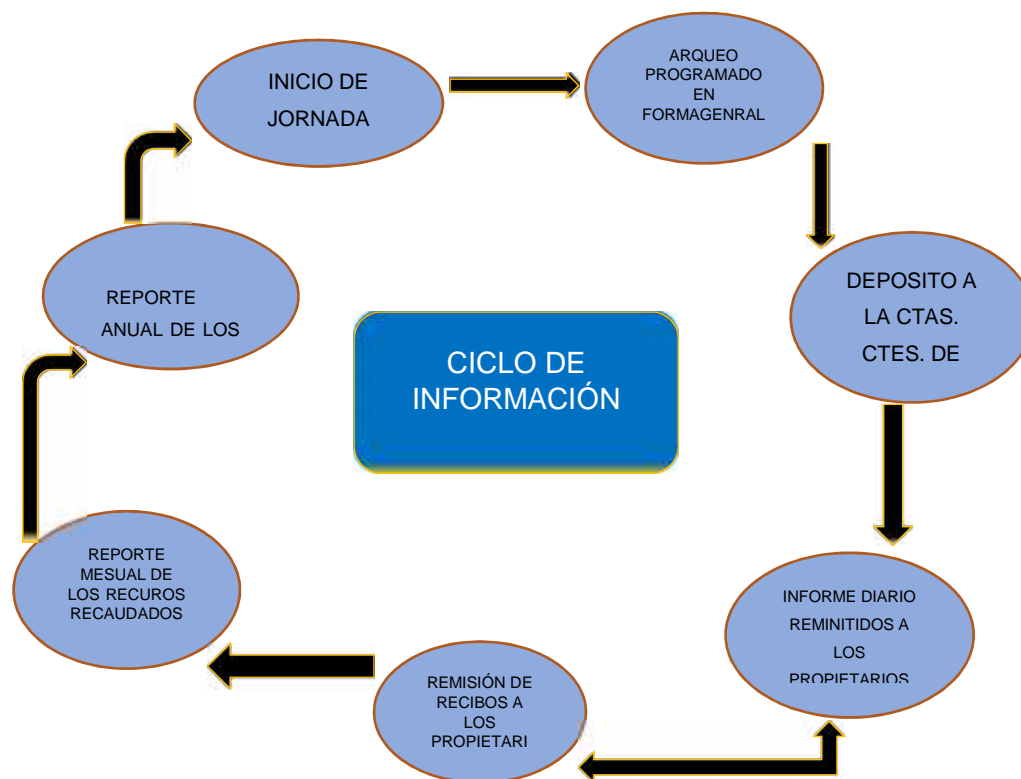 INICIO DE
JORNADA
ARQUEO
PROGRAMADO
EN
FORMAGENRAL
DEPOSITO A
LA CTAS.
CTES. DE
INFORME DIARIO
REMINITIDOS A
LOS
PROPIETARIOS
REMISIÓN DE
RECIBOS A
LOS
PROPIETARI
REPORTE
MESUAL DE
LOS RECUROS
RECAUDADOS
REPORTE
ANUAL DE LOS
CICLO DE
INFORMACIÓN